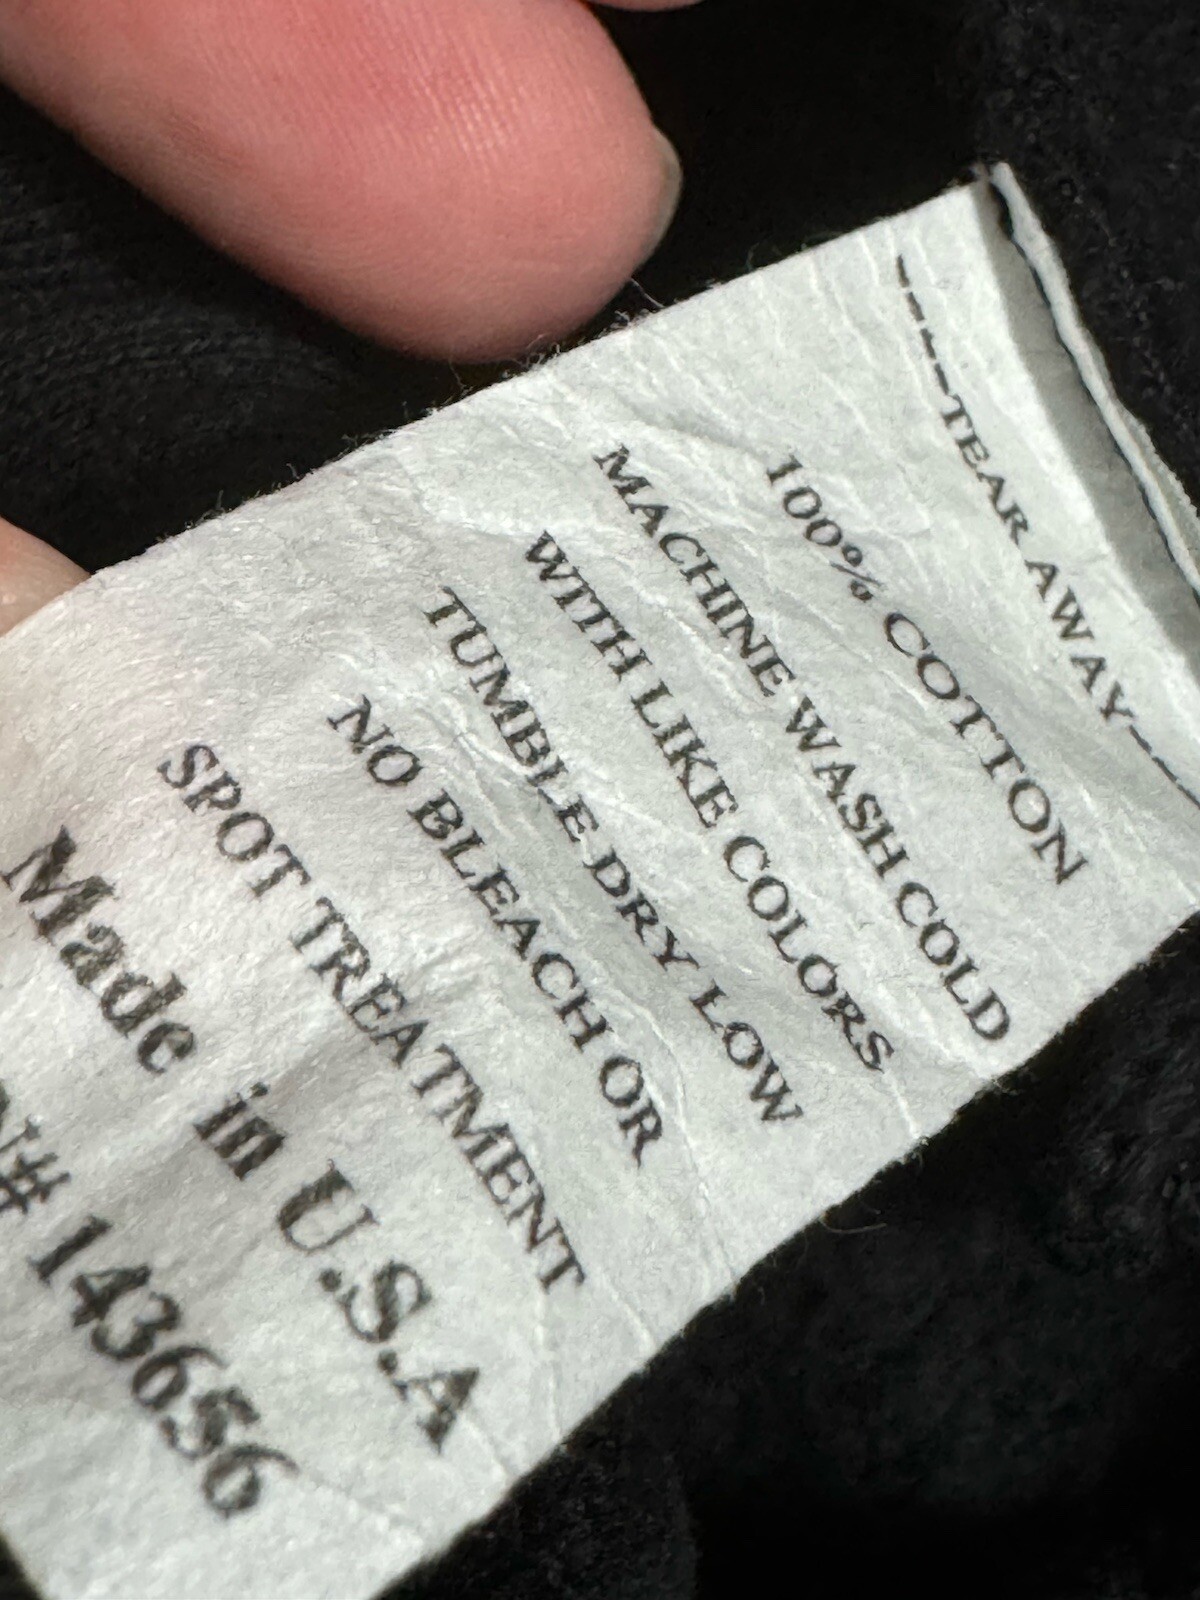 ----TEAR AWAY----
100% COTTON
MACHINE WASH COLD
WITH LIKE COLORS
TUMBLE DRY LOW
NO BLEACH OR
SPOT TREATMENT
Made in U.S.A
N# 143656